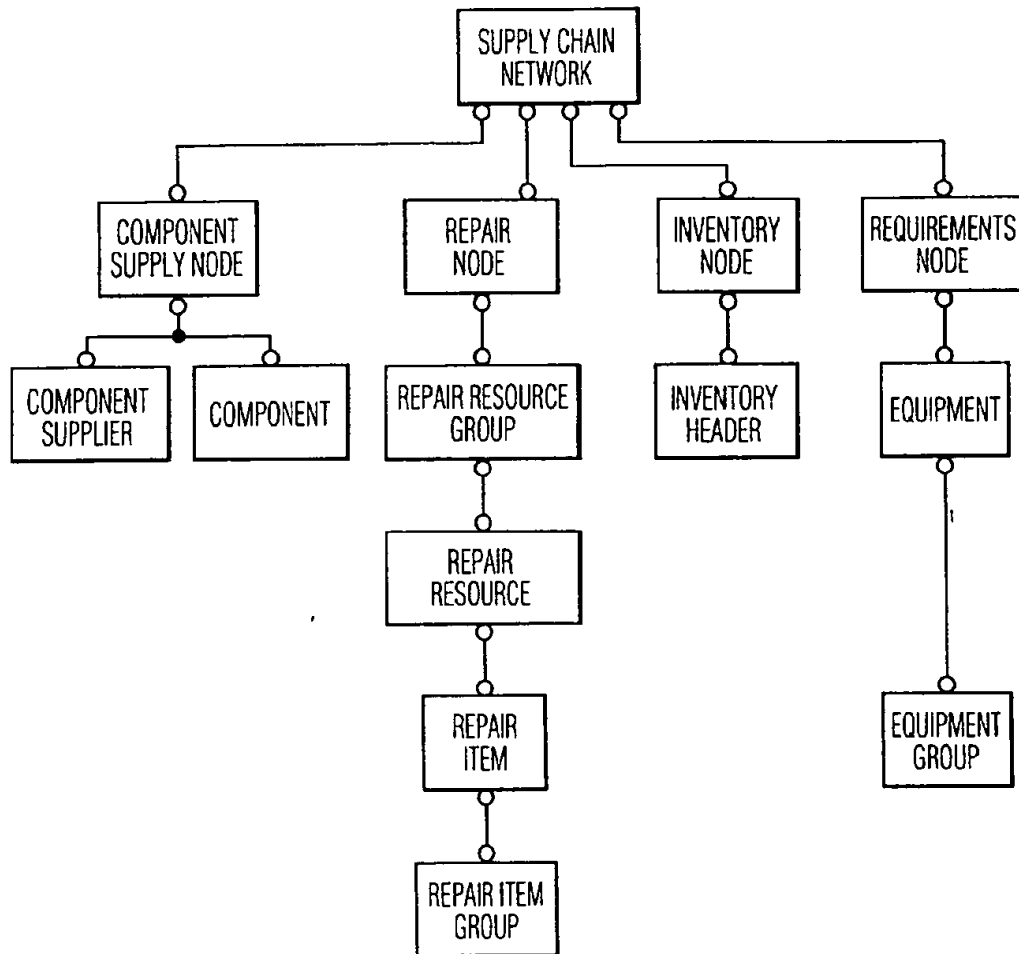 SUPPLY CHAIN
NETWORK
COMPONENT
SUPPLY NODE
REPAIR
NODE
INVENTORY
NODE
REQUIREMENTS
NODE
COMPONENT
SUPPLIER
COMPONENT
REPAIR RESOURCE
GROUP
INVENTORY
HEADER
EQUIPMENT
REPAIR
RESOURCE
REPAIR
ITEM
EQUIPMENT
GROUP
REPAIR ITEM
GROUP